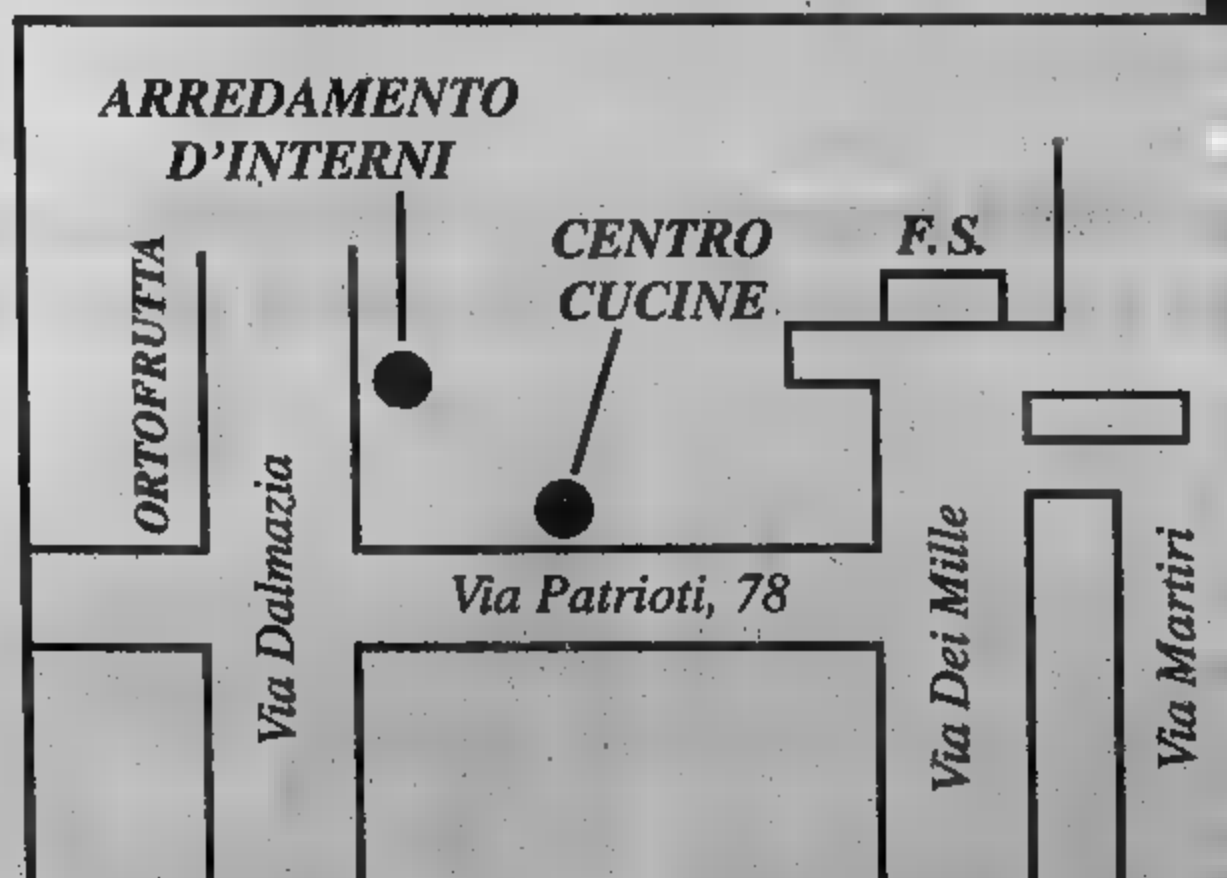 ARREDAMENTO
D'INTERNI
CENTRO
CUCINE
F.S.
ORTOFRUTTA
Via Dalmazia
Via Patrioti, 78
Via Dei Mille
Via Martiri